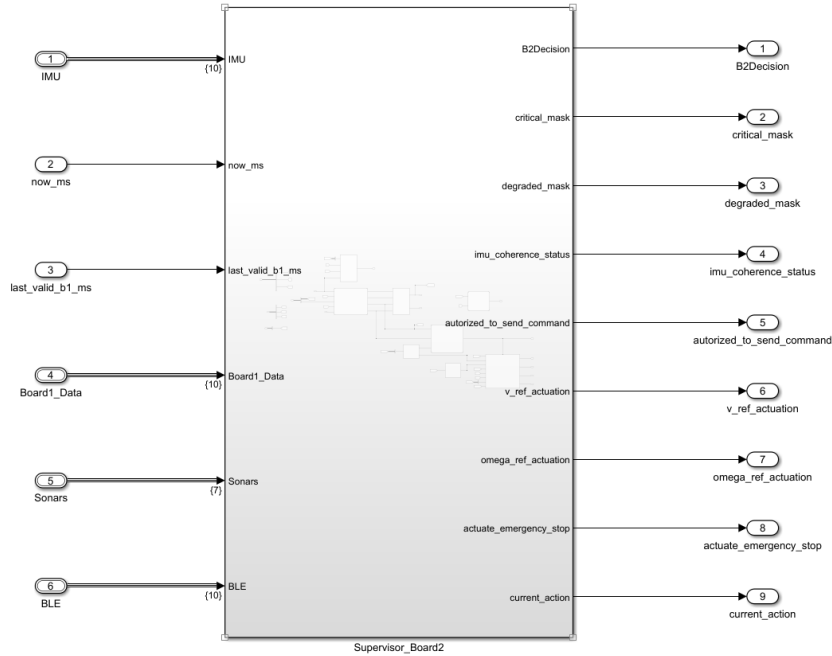 1
IMU
{10}
IMU
2
now_ms
now_ms
3
last_valid_b1_ms
last_valid_b1_ms
4
Board1_Data
{10}
Board1_Data
5
Sonars
{7}
Sonars
6
BLE
{10}
BLE
B2Decision
1
B2Decision
critical_mask
2
critical_mask
degraded_mask
3
degraded_mask
imu_coherence_status
4
imu_coherence_status
autorized_to_send_command
5
autorized_to_send_command
v_ref_actuation
6
v_ref_actuation
omega_ref_actuation
7
omega_ref_actuation
actuate_emergency_stop
8
actuate_emergency_stop
current_action
9
current_action
Supervisor_Board2